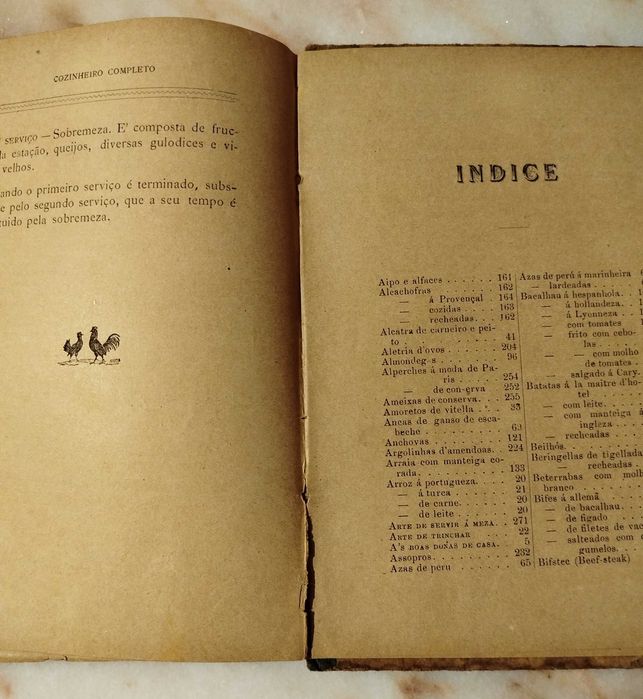 COZINHEIRO COMPLETO
SERVIÇO — Sobremeza. E' composta de fruc-
la estação, queijos, diversas gulodices e vi-
velhos.
ando o primeiro serviço é terminado, subs-
e pelo segundo serviço, que a seu tempo é
uido pela sobremeza.
INDICE
Aipo e alfaces . . . . . . 161
Alcachofras . . . . . . 162
— á Provençal . 164
— cozidas . . . 163
— recheadas . . . 162
Alcatra de carneiro e pei-
to . . . . . . . . . 41
Aletria d'ovos . . . . . . 204
Almondegas . . . . . . 96
Alperches á moda de Pa-
ris . . . . . . . 254
— de conserva 252
Ameixas de conserva. . . . 255
Amoretos de vitella . . . 33
Ancas de ganso de esca-
beche . . . . . . . 69
Anchovas . . . . . . . 121
Argolinhas d'amendoas. . . 224
Arraia com manteiga co-
rada. . . . . . . . 133
Arroz á portugueza. . . . . 20
— á turca . . . . . . 21
— de carne. . . . . . 20
— de leite . . . . . . 20
ARTE DE SERVIR Á MEZA. . 271
ARTE DE TRINCHAR . . . 22
A'S BOAS DONAS DE CASA. . 5
Assopros. . . . . . . . 232
Azas de peru . . . . . . 65
Azas de perú á marinheira
— lardeadas. . . . .
Bacalhau á hespanhola. . .
— á hollandeza. . .
— á Lyonneza . . .
— com tomates
— frito com cebo-
las . . . . .
— — com molho
de tomates. .
— salgado á Cary. .
Batatas á la maitre d'ho-
tel . . . . . .
— com leite. . . . .
— com manteiga á
ingleza . . . .
— recheadas . . . .
Beilhós. . . . . . . .
Beringellas de tigellada
— recheadas . . .
Beterrabas com molh
branco . . . . . .
Bifes á allemã . . . .
— de bacalhau. . . .
— de figado . . . .
— de filetes de vac
— salteados com c
gumelos. . . .
Bifstec (Beef-steak)